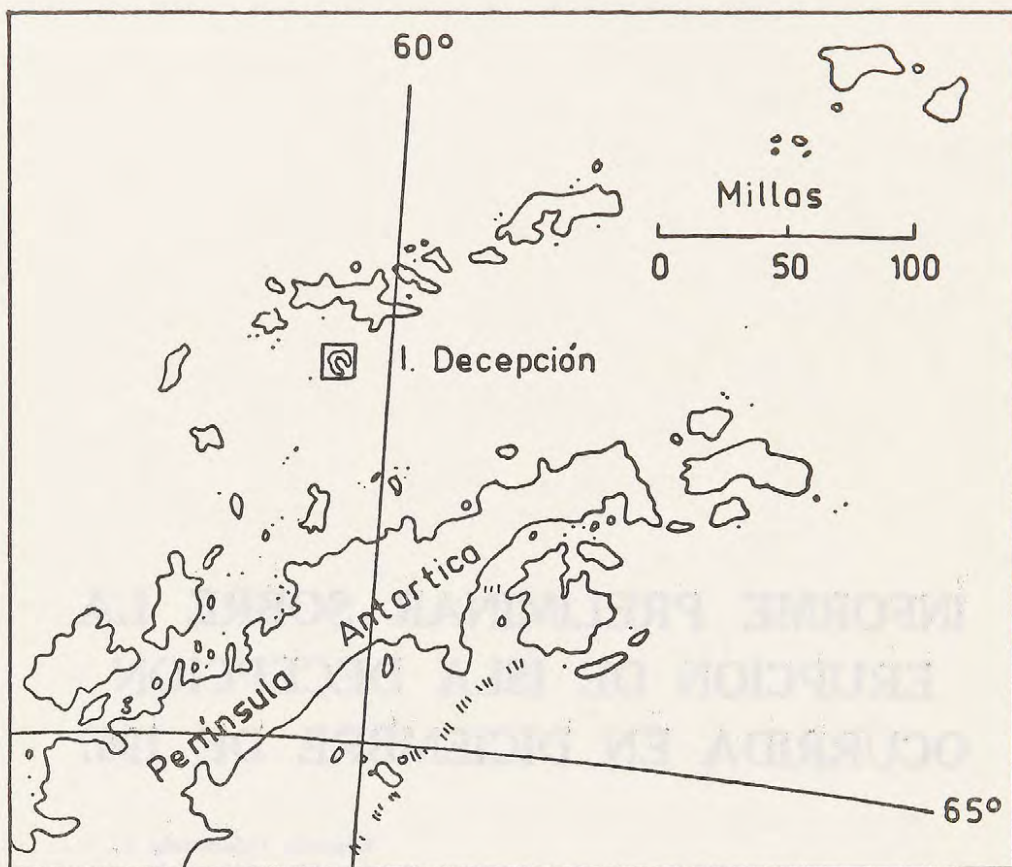 60°
Millas
0 50 100
I. Decepción
Península Antartica
65°
INFORME PRELIMINAR SOBRE LA
ERUPCION DE ISLA DECEPCION
OCURRIDA EN DICIEMBRE DE